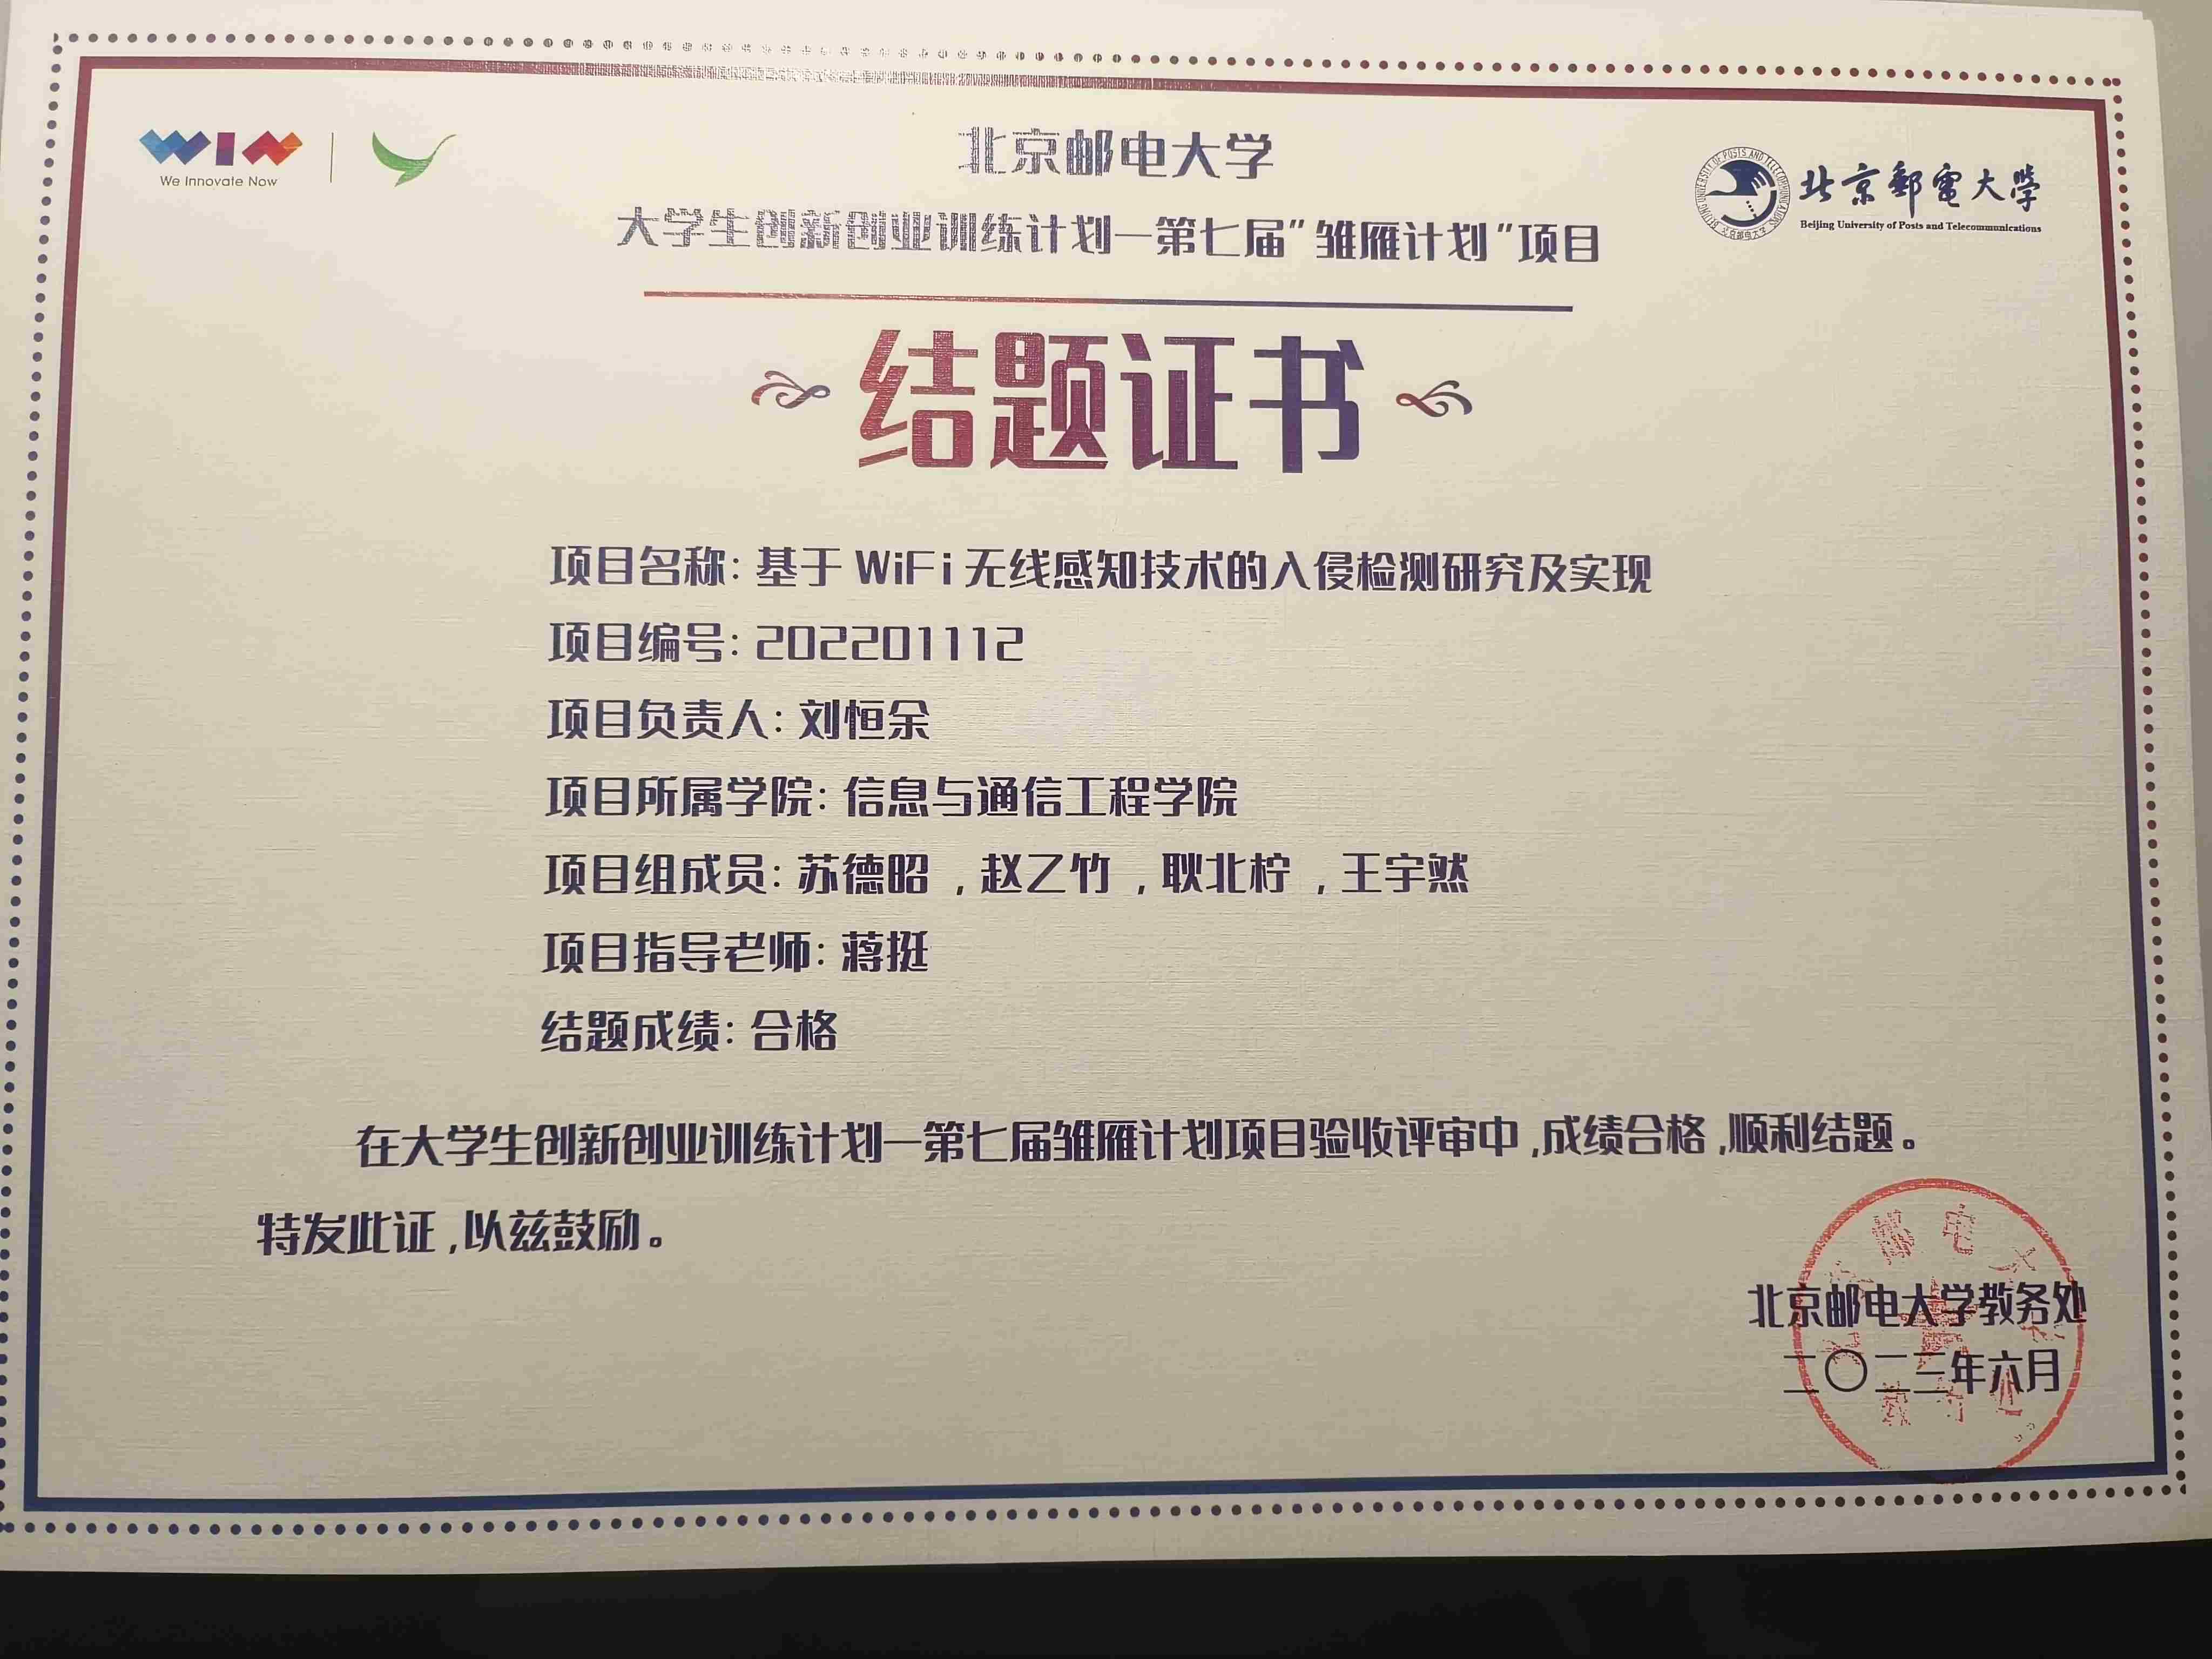 WIN
We Innovate Now
北京邮电大学
北京郵電大學
Beijing University of Posts and Telecommunications
大学生创新创业训练计划—第七届"雏雁计划"项目
结题证书
项目名称: 基于 WiFi 无线感知技术的入侵检测研究及实现
项目编号: 202201112
项目负责人: 刘恒余
项目所属学院: 信息与通信工程学院
项目组成员: 苏德昭 , 赵乙竹 , 耿北柠 , 王宇然
项目指导老师: 蒋挺
结题成绩: 合格
在大学生创新创业训练计划—第七届雏雁计划项目验收评审中,成绩合格,顺利结题。
特发此证,以兹鼓励。
北京邮电大学教务处
二〇二三年六月